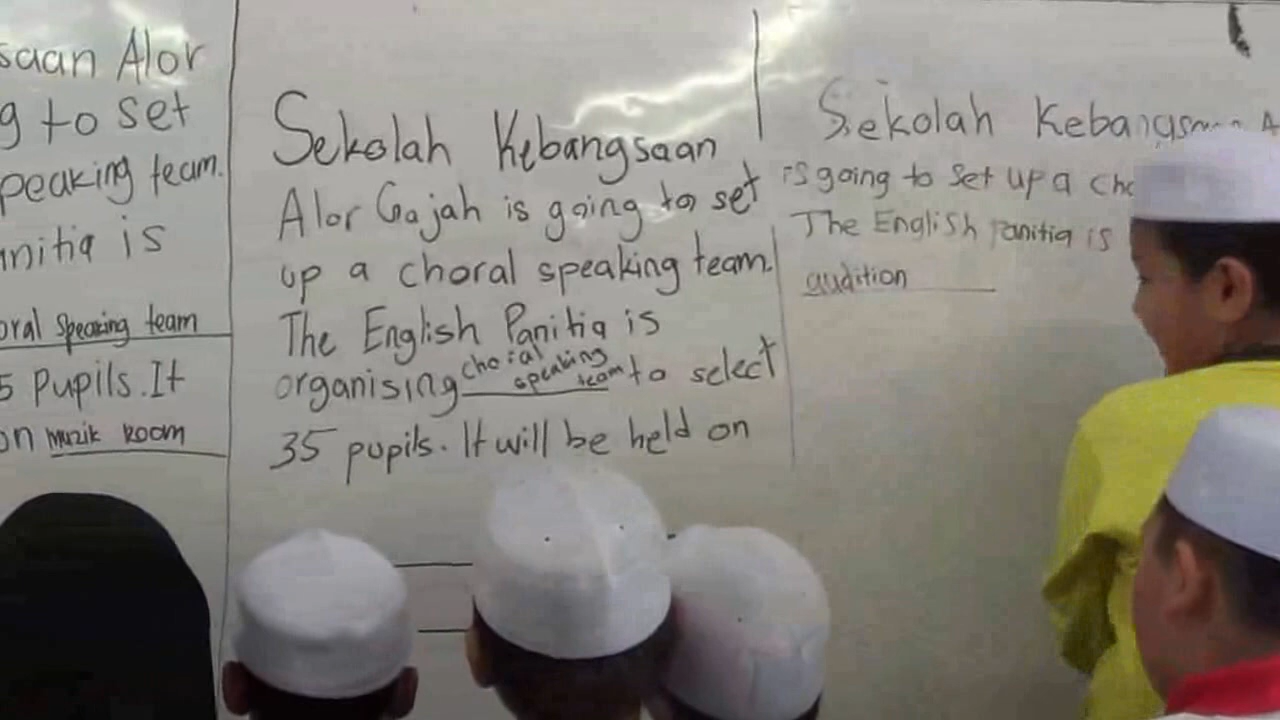 saan Alor
g to set
peaking team.
nitia is
oral speaking team
5 pupils. It
on muzik room
Sekolah Kebangsaan
Alor Gajah is going to set
up a choral speaking team.
The English Panitia is
organising choral speaking team to select
35 pupils. It will be held on
Sekolah Kebangsaan A
is going to set up a cho
The English Panitia is
audition